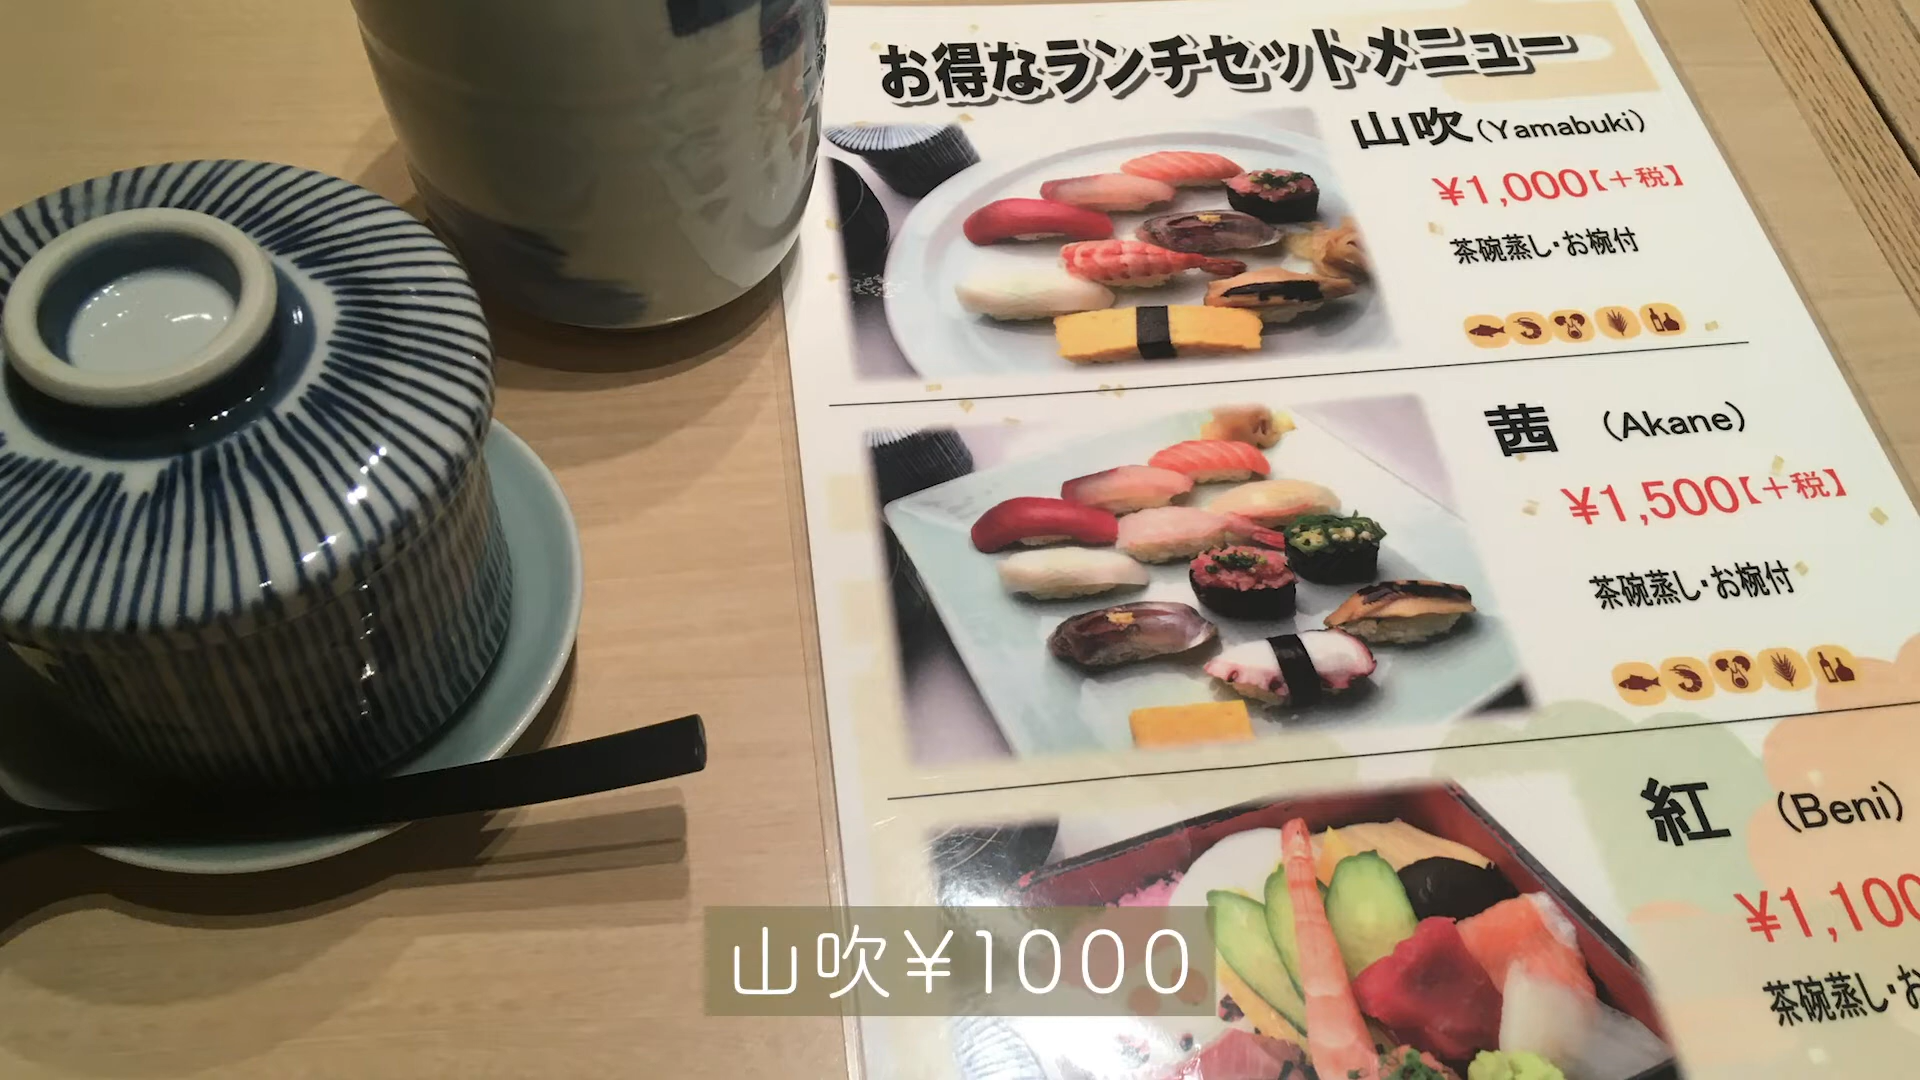 お得なランチセットメニュー
山吹(Yamabuki)
¥1,000【+税】
茶碗蒸し・お椀付
茜 (Akane)
¥1,500【+税】
茶碗蒸し・お椀付
紅 (Beni)
¥1,100
茶碗蒸し・お
山吹¥1000